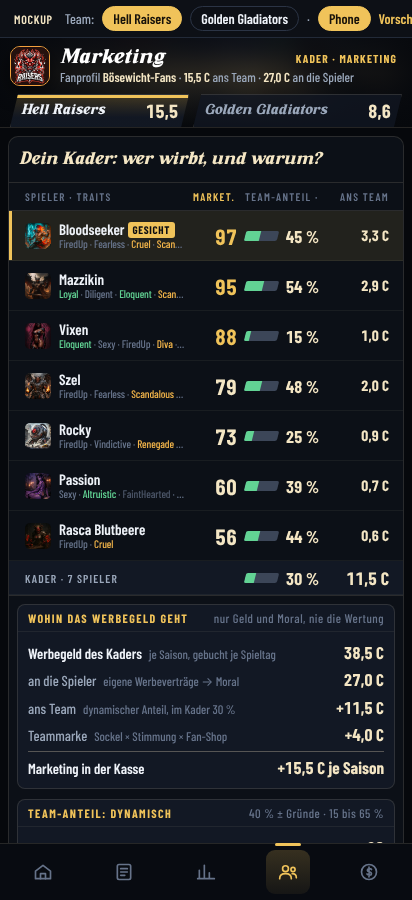 MOCKUP Team: Hell Raisers Golden Gladiators · Phone Vorsch
Marketing
KADER · MARKETING
Fanprofil Bösewicht-Fans · 15,5 C ans Team · 27,0 C an die Spieler
Hell Raisers 15,5 Golden Gladiators 8,6
Dein Kader: wer wirbt, und warum?
SPIELER · TRAITS MARKET. TEAM-ANTEIL · ANS TEAM
Bloodseeker GESICHT 97 45 % 3,3 C
FiredUp · Fearless · Cruel · Scan…
Mazzikin 95 54 % 2,9 C
Loyal · Diligent · Eloquent · Scan…
Vixen 88 15 % 1,0 C
Eloquent · Sexy · FiredUp · Diva ·…
Szel 79 48 % 2,0 C
FiredUp · Fearless · Scandalous …
Rocky 73 25 % 0,9 C
FiredUp · Vindictive · Renegade …
Passion 60 39 % 0,7 C
Sexy · Altruistic · FaintHearted · …
Rasca Blutbeere 56 44 % 0,6 C
FiredUp · Cruel
KADER · 7 SPIELER 30 % 11,5 C
WOHIN DAS WERBEGELD GEHT nur Geld und Moral, nie die Wertung
Werbegeld des Kaders je Saison, gebucht je Spieltag 38,5 C
an die Spieler eigene Werbeverträge → Moral 27,0 C
ans Team dynamischer Anteil, im Kader 30 % +11,5 C
Teammarke Sockel × Stimmung × Fan-Shop +4,0 C
Marketing in der Kasse +15,5 C je Saison
TEAM-ANTEIL: DYNAMISCH 40 % ± Gründe · 15 bis 65 %